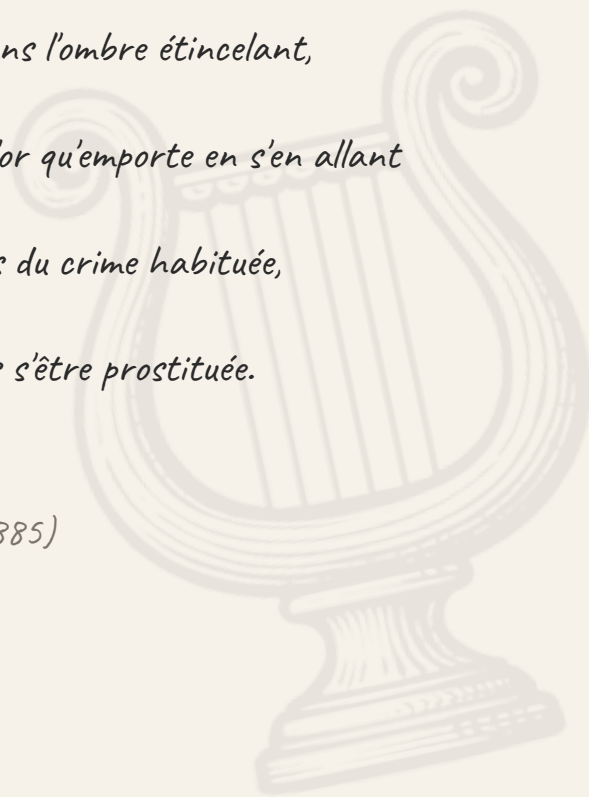 ns l'ombre étincelant,
'or qu'emporte en s'en allant
s du crime habituée,
s s'être prostituée.
885)